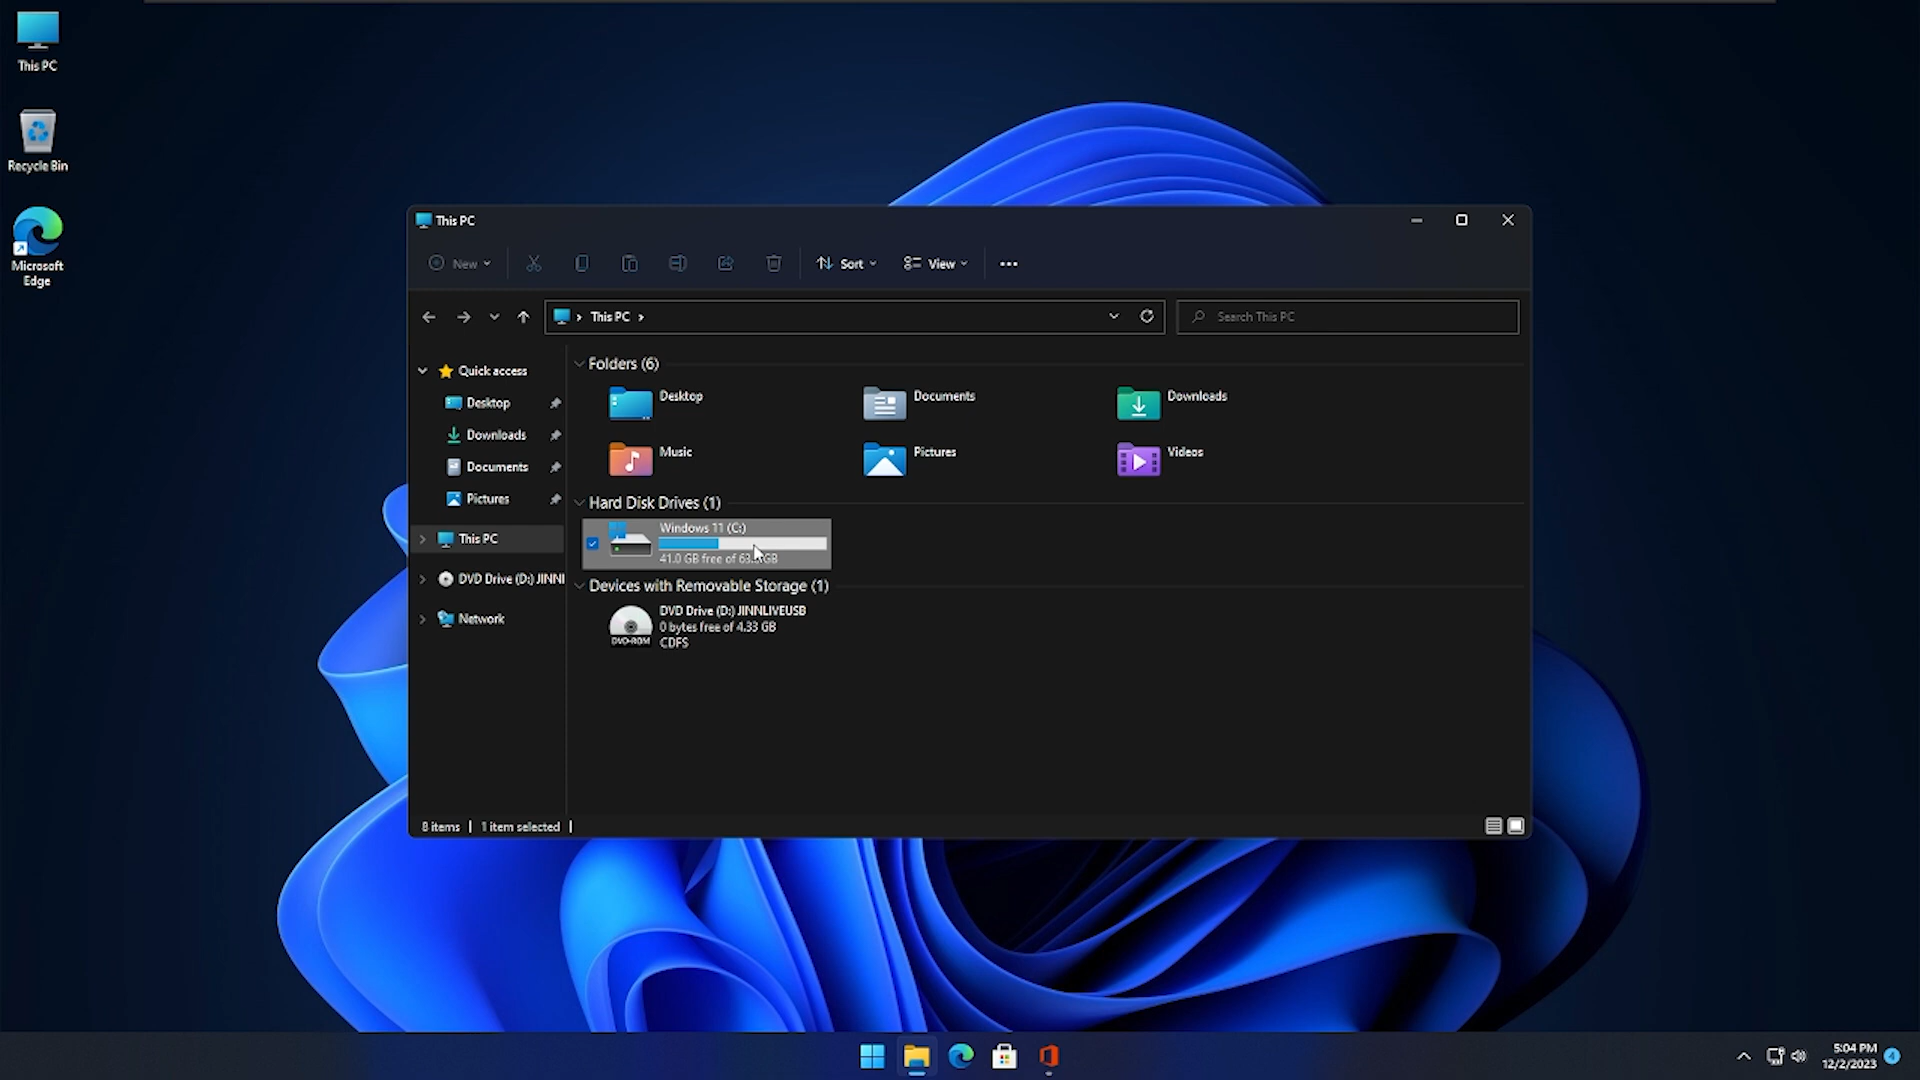 This PC
Recycle Bin
Microsoft
Edge
This PC
New
Sort
View
This PC
Search This PC
Quick access
Desktop
Downloads
Documents
Pictures
This PC
DVD Drive (D:) JINNI
Network
Folders (6)
Desktop
Documents
Downloads
Music
Pictures
Videos
Hard Disk Drives (1)
Windows 11 (C:)
41.0 GB free of GB
Devices with Removable Storage (1)
DVD-ROM
DVD Drive (D:) JINNLIVEUSB
0 bytes free of 4.33 GB
CDFS
8 items
1 item selected
5:04 PM
12/2/2023
4